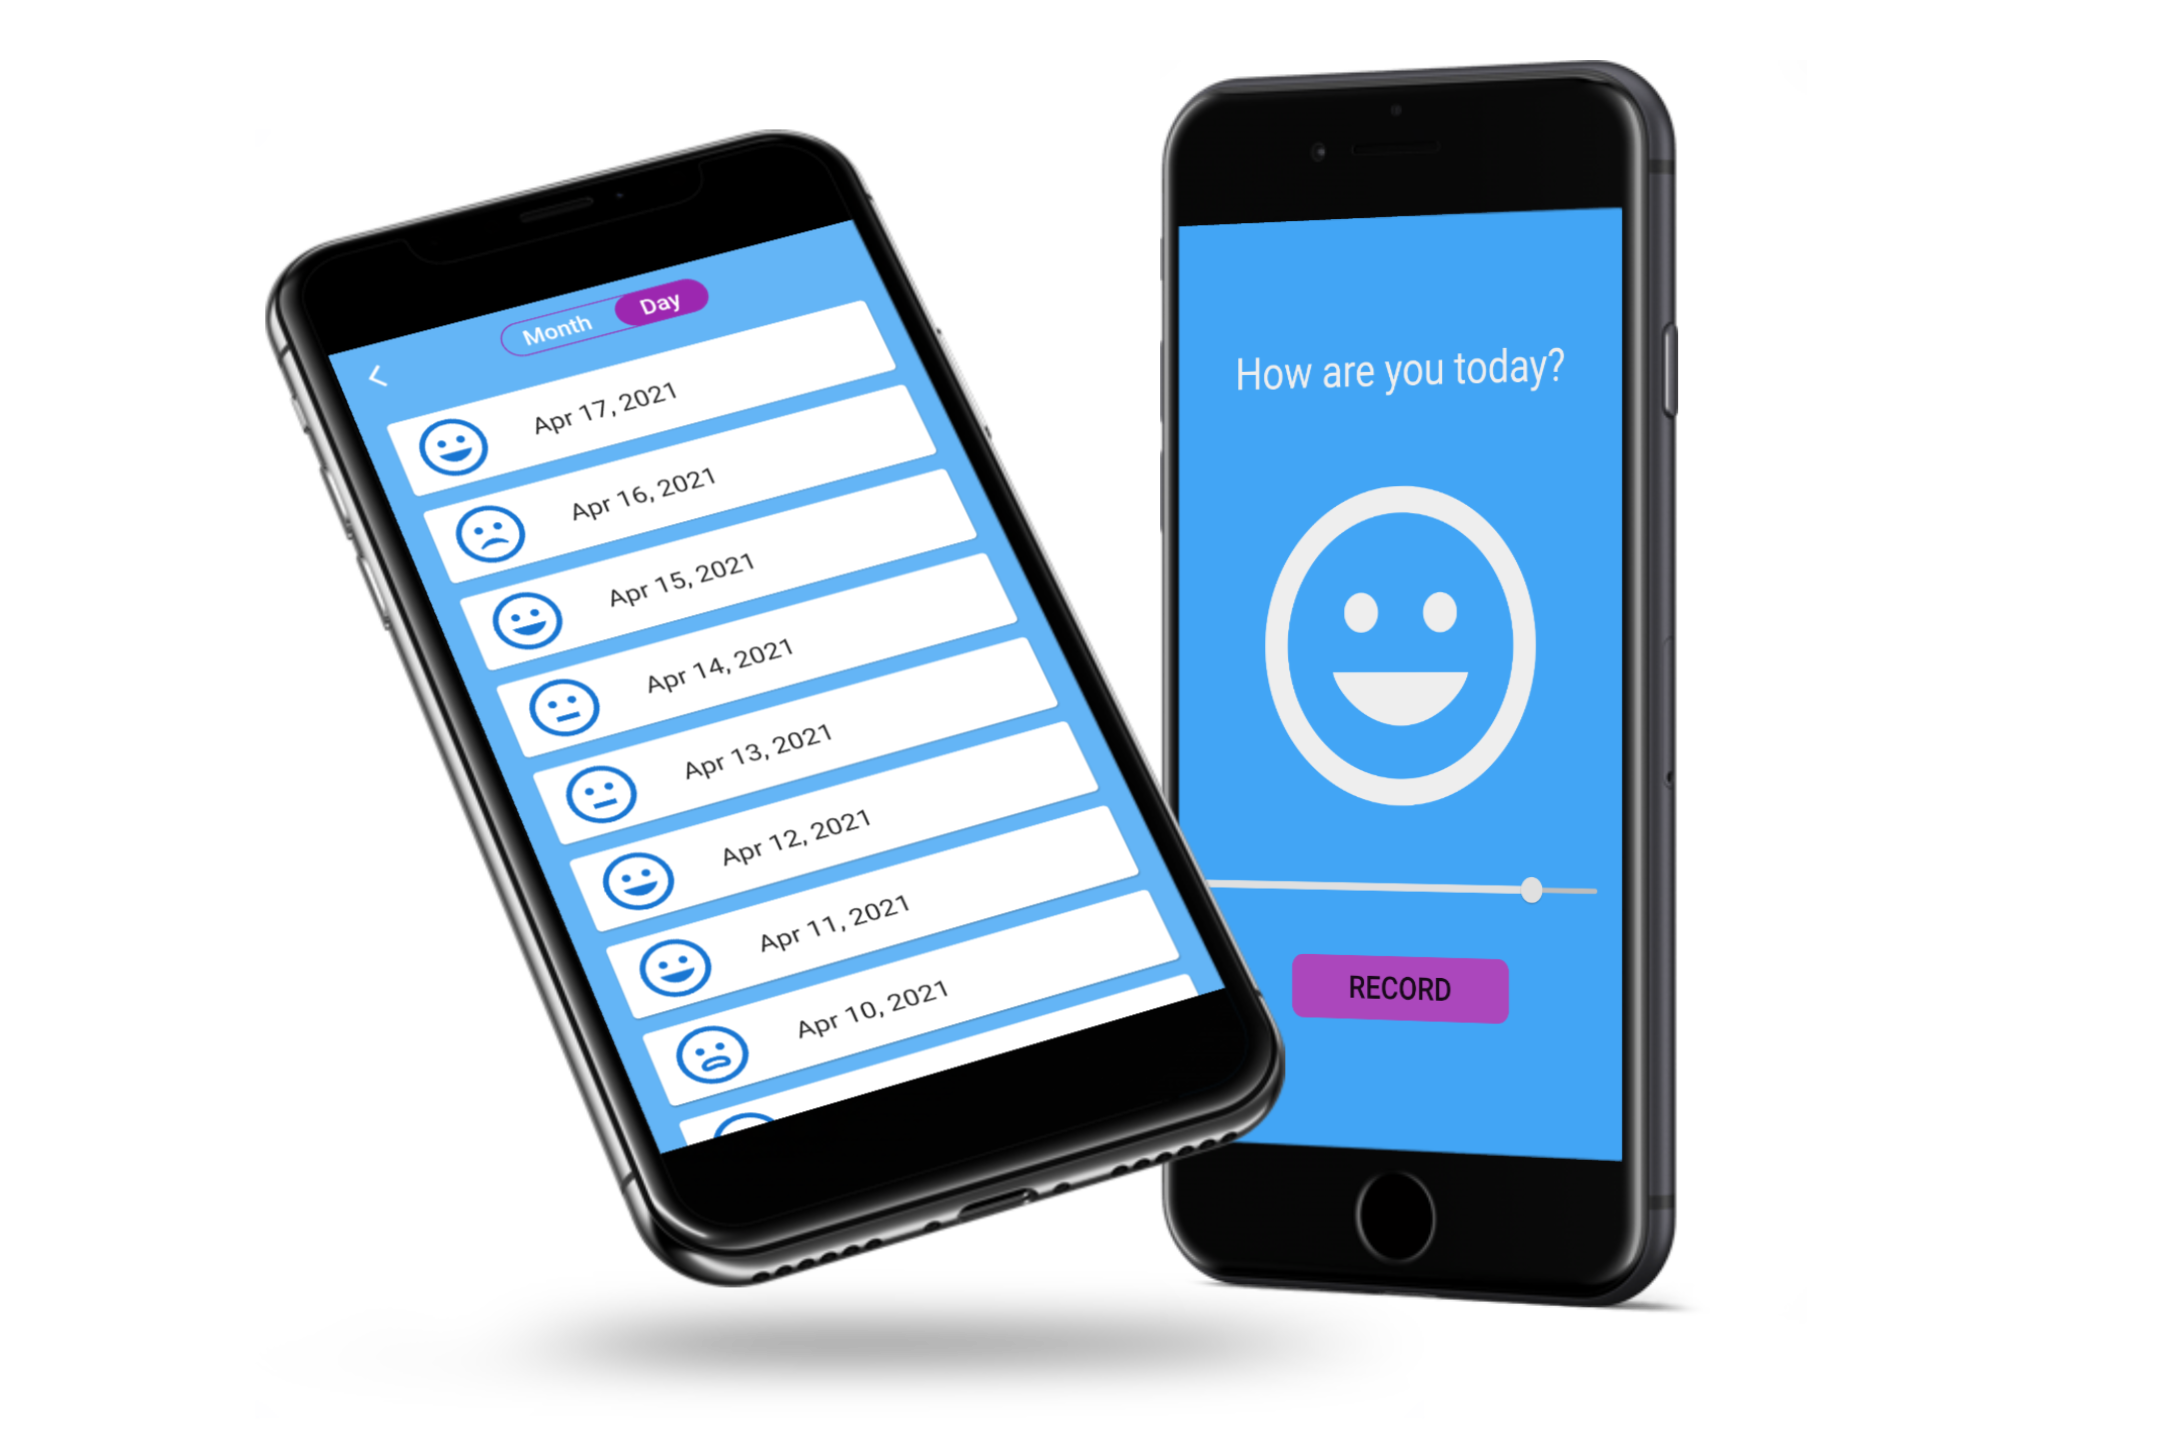 Month Day
Apr 17, 2021
Apr 16, 2021
Apr 15, 2021
Apr 14, 2021
Apr 13, 2021
Apr 12, 2021
Apr 11, 2021
Apr 10, 2021
How are you today?
RECORD